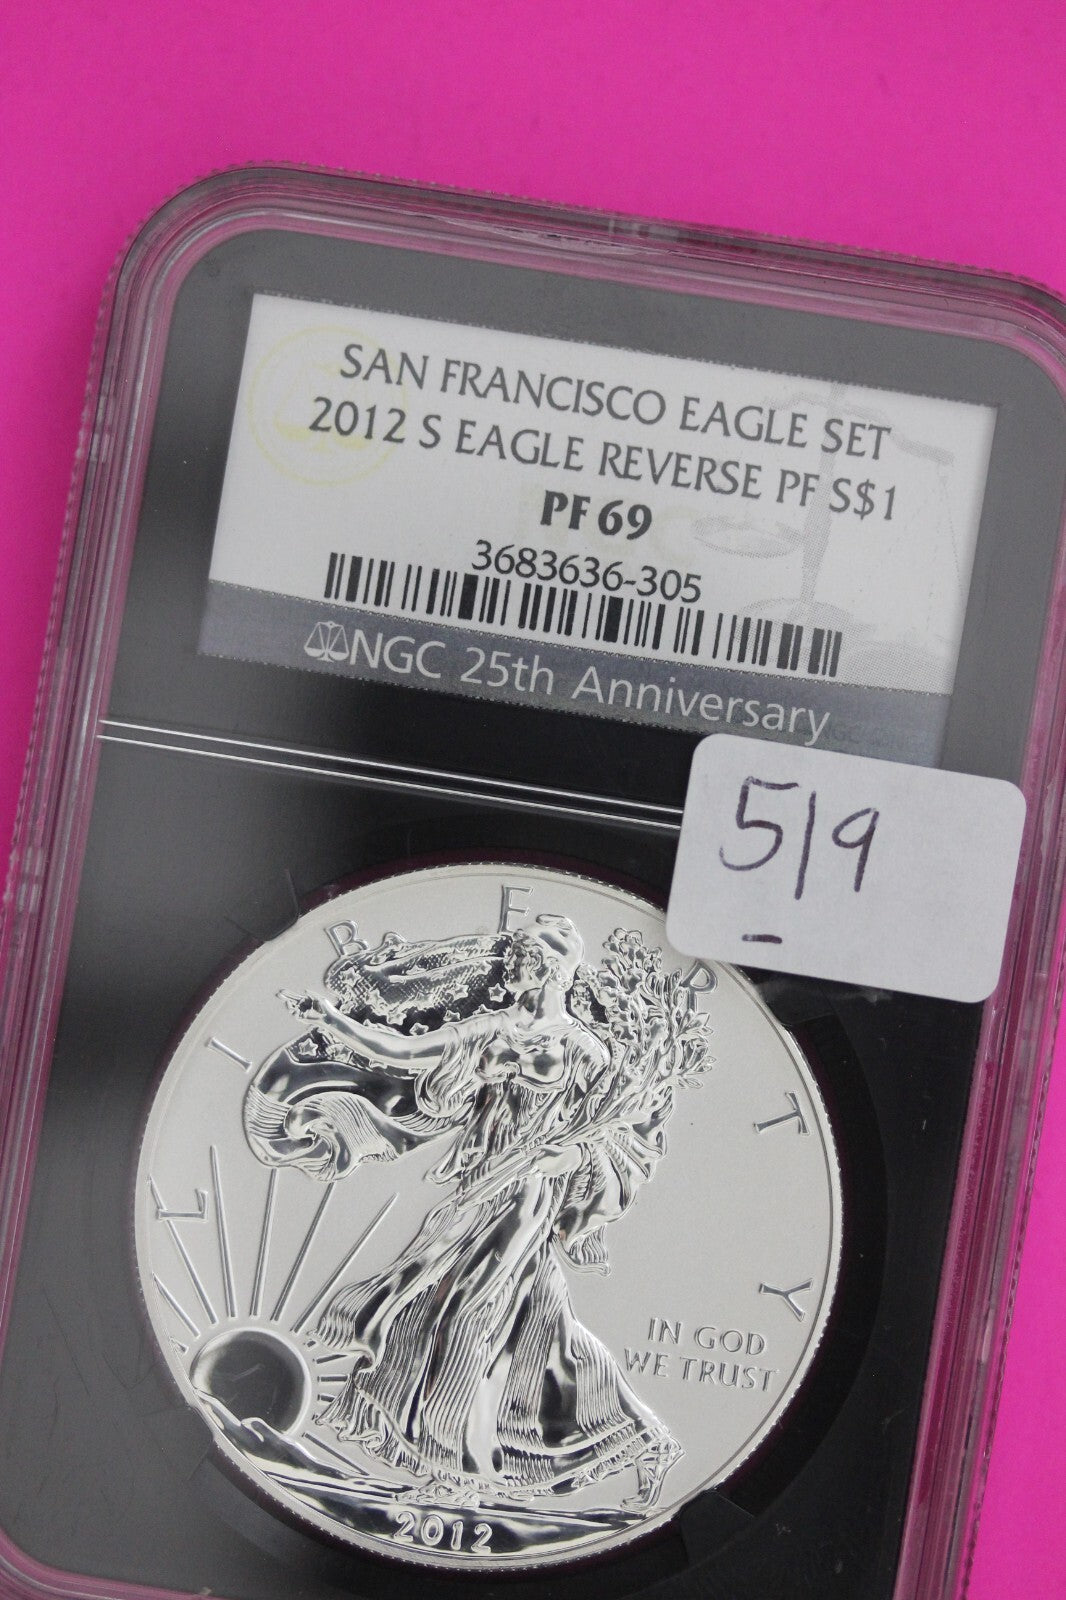 SAN FRANCISCO EAGLE SET
2012 S EAGLE REVERSE PF S$1
PF 69
3683636-305
NGC 25th Anniversary
519
LIBERTY
IN GOD
WE TRUST
2012